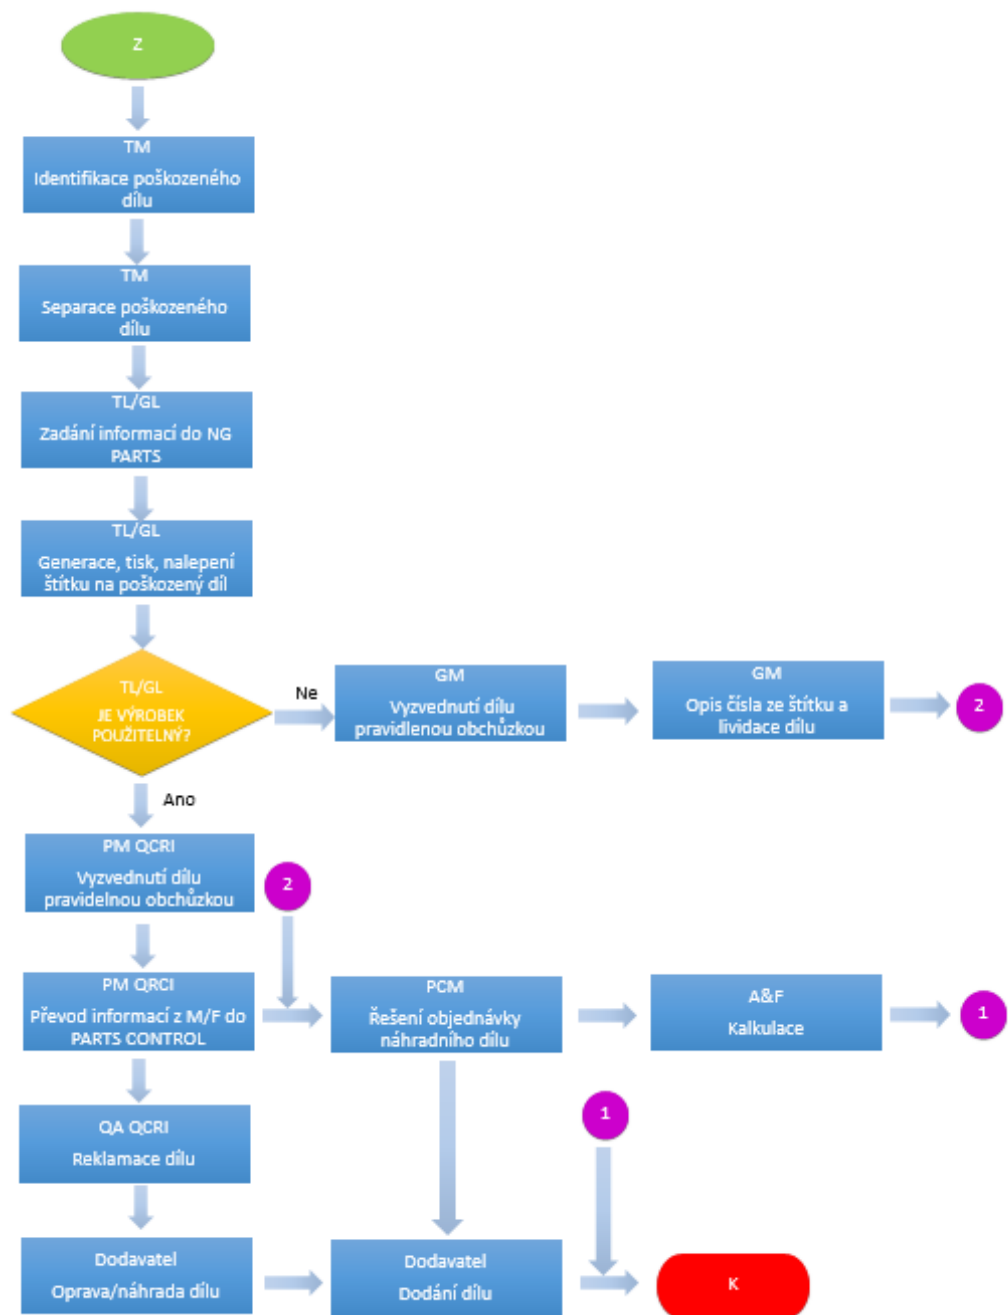 Z
TM
Identifikace poškozeného
dílu
TM
Separace poškozeného
dílu
TL/GL
Zadání informací do NG
PARTS
TL/GL
Generace, tisk, nalepení
štítku na poškozený díl
TL/GL
JE VÝROBEK
POUŽITELNÝ?
Ne
GM
Vyzvednutí dílu
pravidlenou obchůzkou
GM
Opis čísla ze štítku a
lividace dílu
2
Ano
PM QCRI
Vyzvednutí dílu
pravidelnou obchůzkou
2
PM QRCI
Převod informací z M/F do
PARTS CONTROL
PCM
Řešení objednávky
náhradního dílu
A&F
Kalkulace
1
QA QCRI
Reklamace dílu
1
Dodavatel
Oprava/náhrada dílu
Dodavatel
Dodání dílu
K